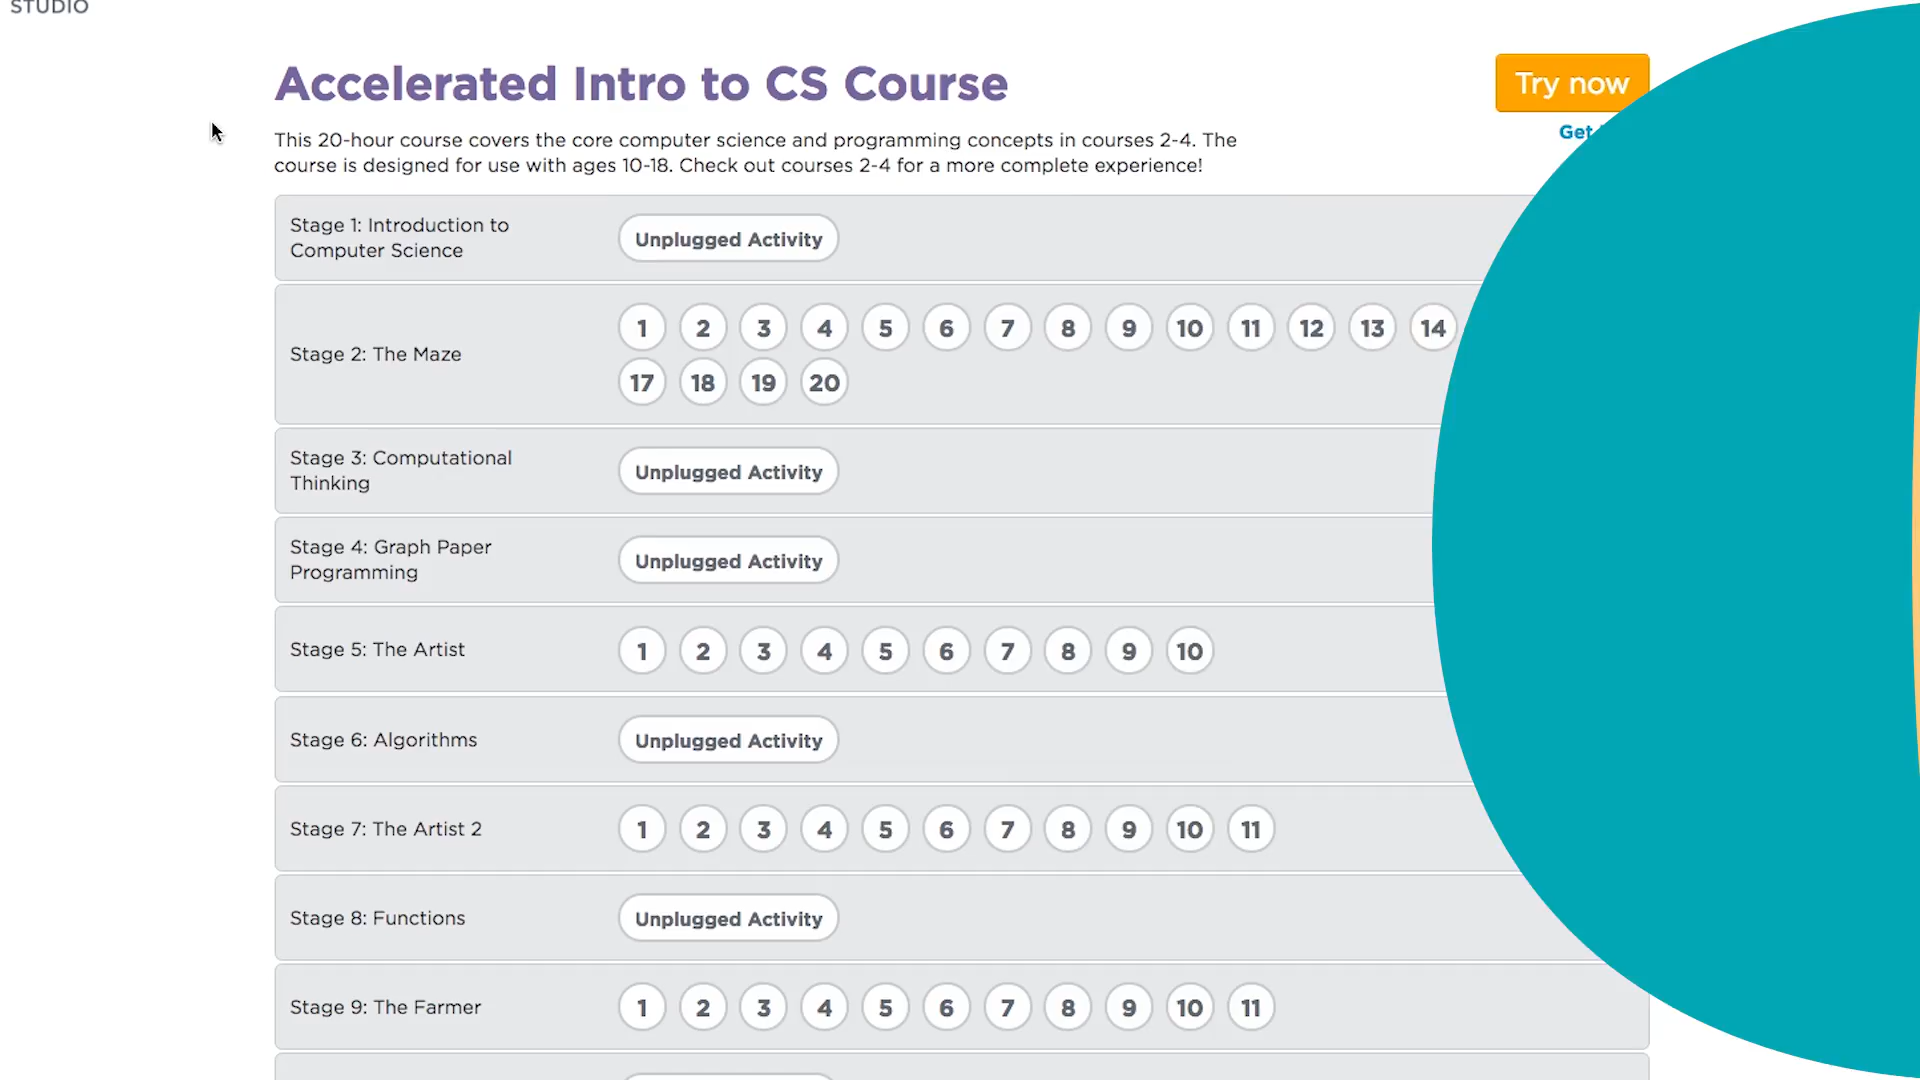 STUDIO
Accelerated Intro to CS Course
Try now
Get
This 20-hour course covers the core computer science and programming concepts in courses 2-4. The
course is designed for use with ages 10-18. Check out courses 2-4 for a more complete experience!
Stage 1: Introduction to
Computer Science
Unplugged Activity
Stage 2: The Maze
1 2 3 4 5 6 7 8 9 10 11 12 13 14
17 18 19 20
Stage 3: Computational
Thinking
Unplugged Activity
Stage 4: Graph Paper
Programming
Unplugged Activity
Stage 5: The Artist
1 2 3 4 5 6 7 8 9 10
Stage 6: Algorithms
Unplugged Activity
Stage 7: The Artist 2
1 2 3 4 5 6 7 8 9 10 11
Stage 8: Functions
Unplugged Activity
Stage 9: The Farmer
1 2 3 4 5 6 7 8 9 10 11